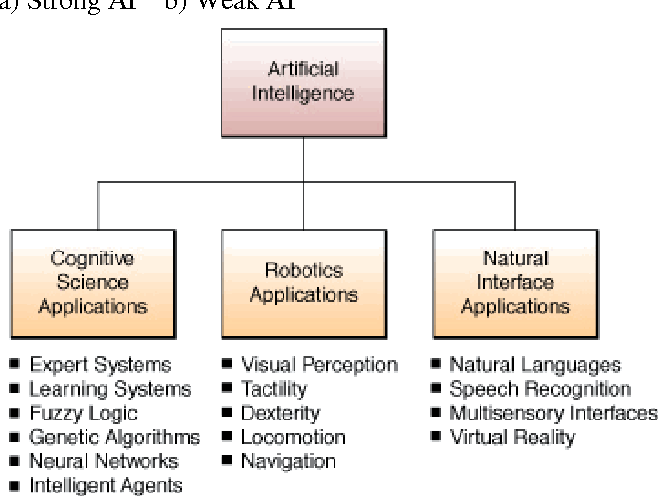 a) Strong AI b) Weak AI
Artificial
Intelligence
Cognitive
Science
Applications
Robotics
Applications
Natural
Interface
Applications
■ Expert Systems
■ Learning Systems
■ Fuzzy Logic
■ Genetic Algorithms
■ Neural Networks
■ Intelligent Agents
■ Visual Perception
■ Tactility
■ Dexterity
■ Locomotion
■ Navigation
■ Natural Languages
■ Speech Recognition
■ Multisensory Interfaces
■ Virtual Reality